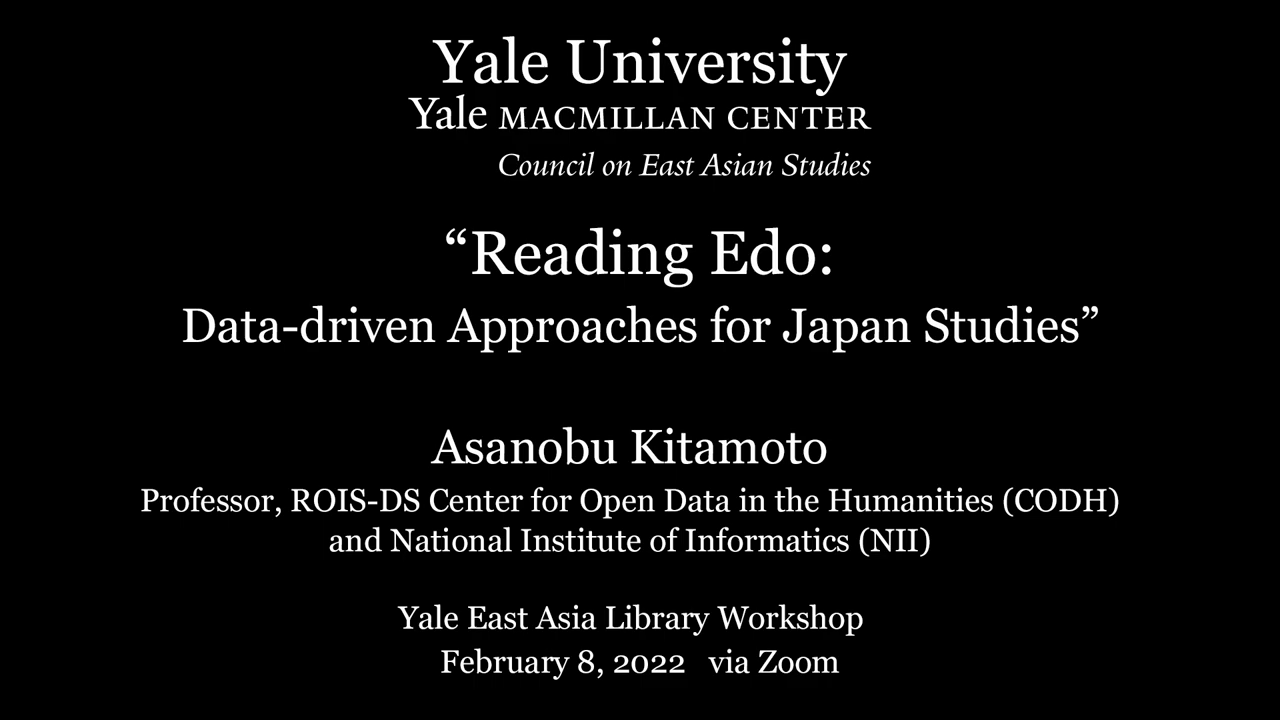 Yale University
Yale MACMILLAN CENTER
Council on East Asian Studies
“Reading Edo:
Data-driven Approaches for Japan Studies”
Asanobu Kitamoto
Professor, ROIS-DS Center for Open Data in the Humanities (CODH)
and National Institute of Informatics (NII)
Yale East Asia Library Workshop
February 8, 2022 via Zoom